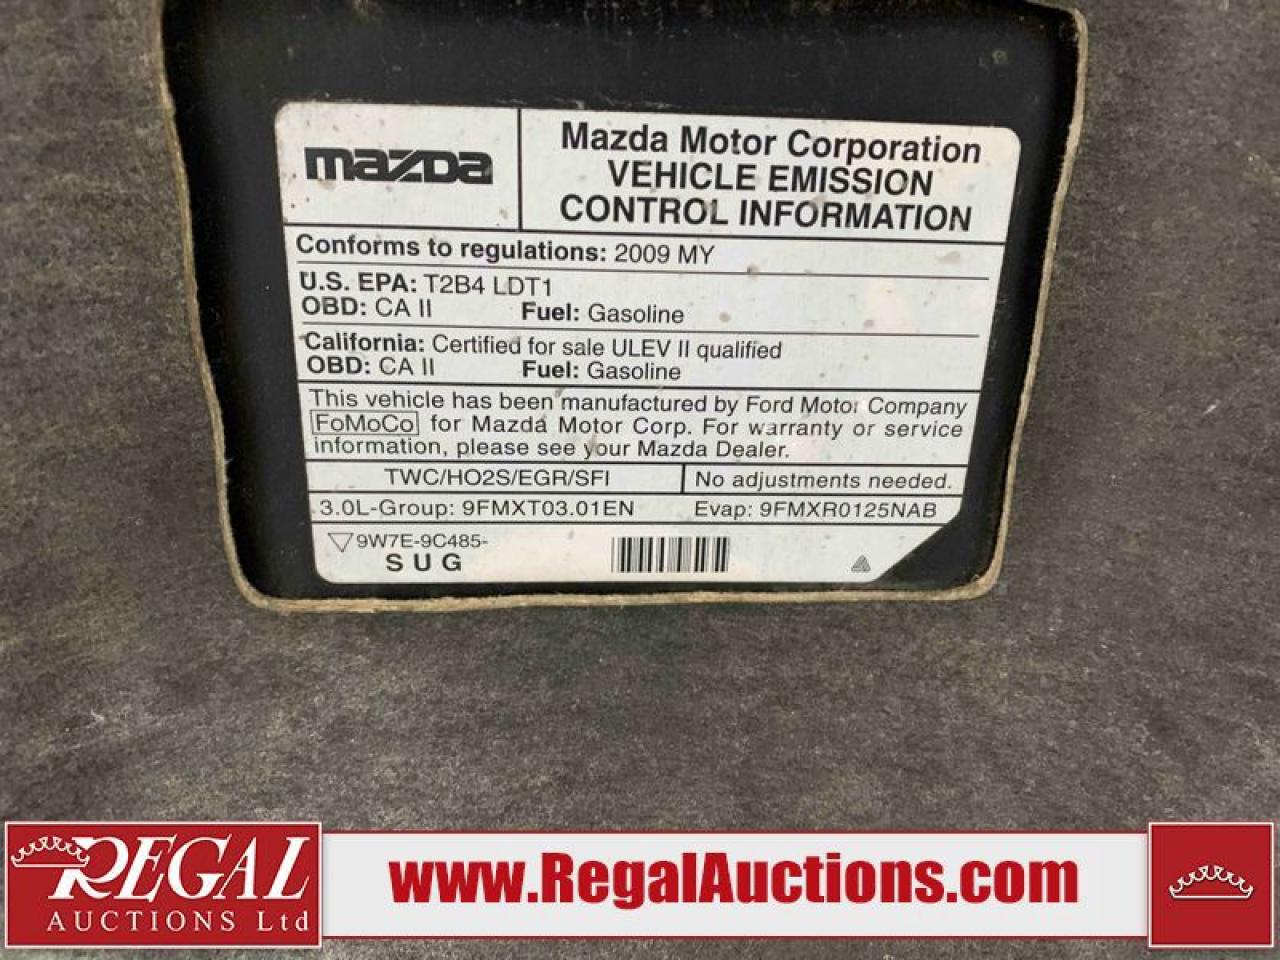 mazda
Mazda Motor Corporation
VEHICLE EMISSION
CONTROL INFORMATION
Conforms to regulations: 2009 MY
U.S. EPA: T2B4 LDT1
OBD: CA II Fuel: Gasoline
California: Certified for sale ULEV II qualified
OBD: CA II Fuel: Gasoline
This vehicle has been manufactured by Ford Motor Company
FoMoCo for Mazda Motor Corp. For warranty or service
information, please see your Mazda Dealer.
TWC/HO2S/EGR/SFI No adjustments needed.
3.0L-Group: 9FMXT03.01EN Evap: 9FMXR0125NAB
9W7E-9C485-
SUG
REGAL
AUCTIONS Ltd
www.RegalAuctions.com